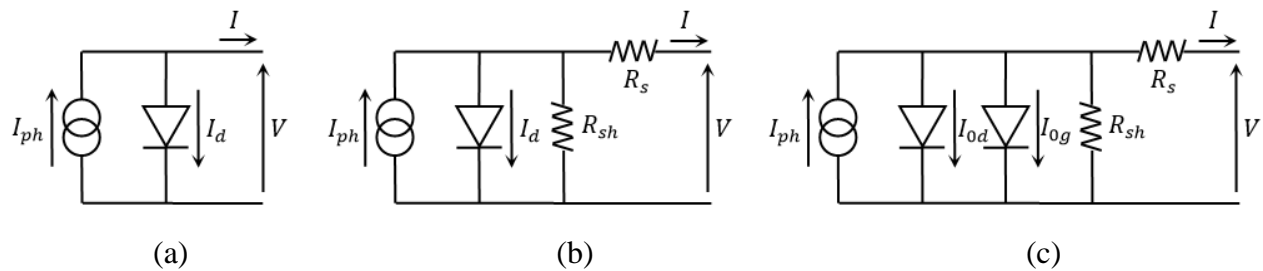 I
I_ph
I_d
V
(a)
I
R_s
I_ph
I_d
R_sh
V
(b)
I
R_s
I_ph
I_0d
I_0g
R_sh
V
(c)